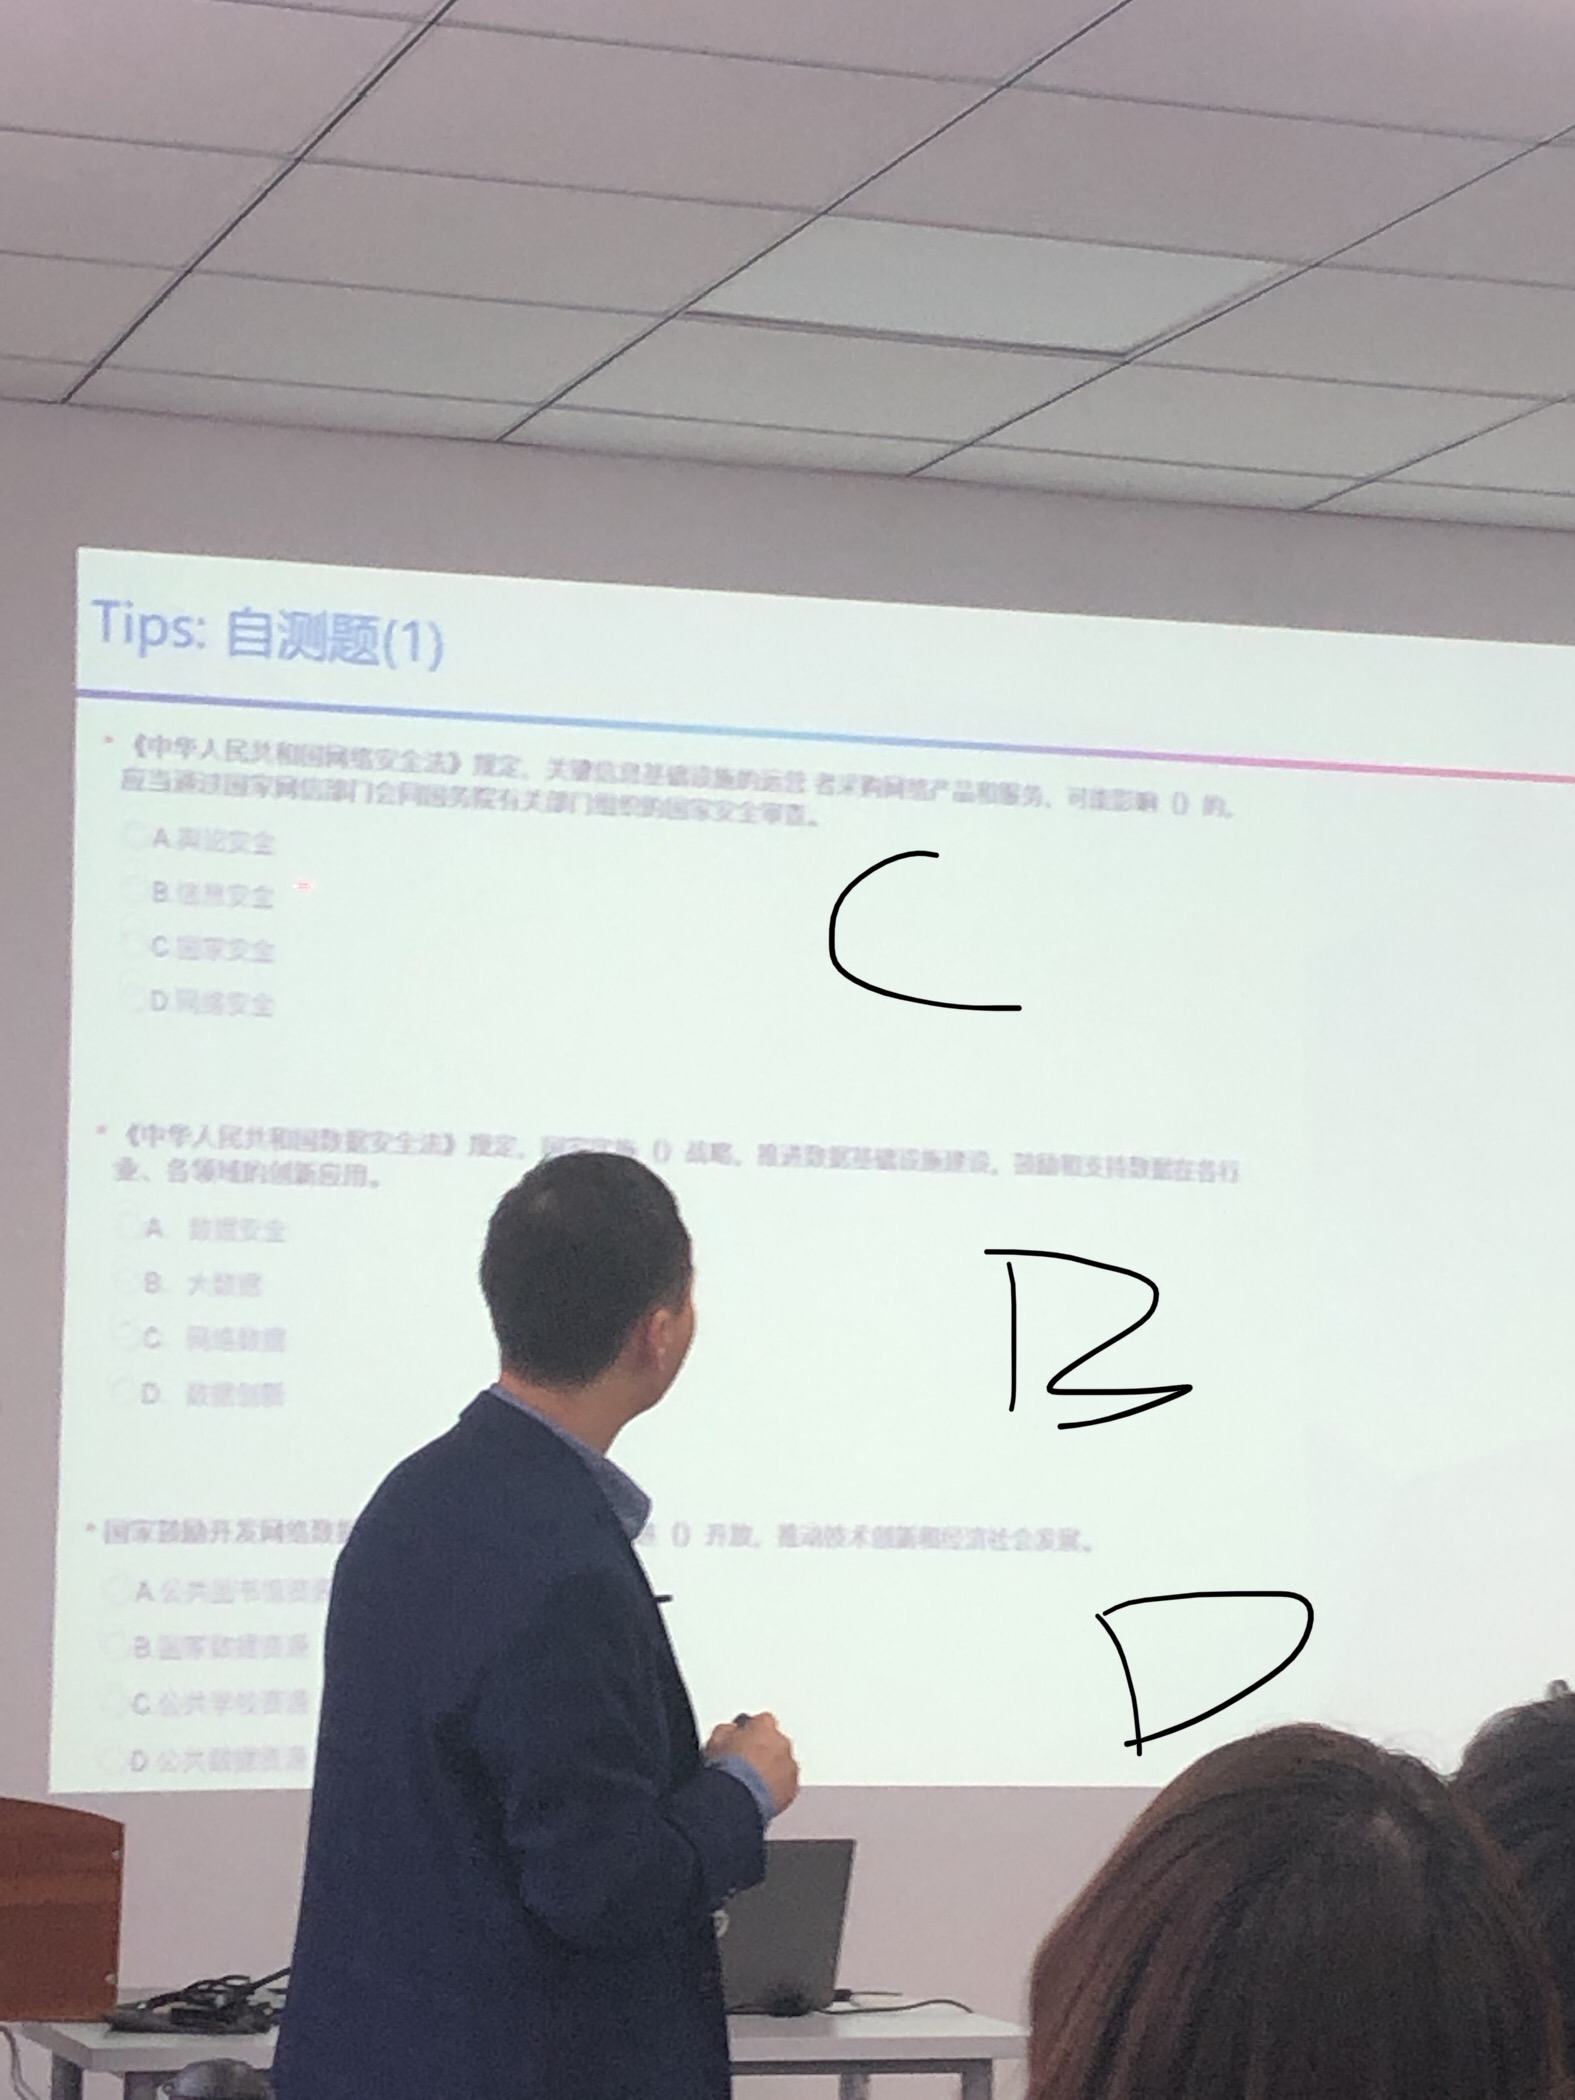 Tips: 自测题(1)
* 《中华人民共和国网络安全法》规定，关键信息基础设施的运营 者采购网络产品和服务，可能影响（）的，
应当通过国家网信部门会同国务院有关部门组织的国家安全审查。
A.舆论安全
B.信息安全
C.国家安全
D.网络安全
C
* 《中华人民共和国数据安全法》规定，国家实施（）战略，推进数据基础设施建设，鼓励和支持数据在各行
业、各领域的创新应用。
A. 数据安全
B. 大数据
C. 网络数据
D. 数据创新
B
* 国家鼓励开发网络数据 （）开放，推动技术创新和经济社会发展。
A.公共图书馆资
B.国家数据资源
C.公共学校资源
D公共数据资源
D